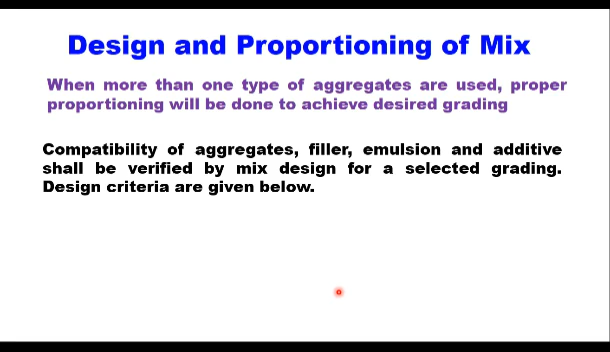 Design and Proportioning of Mix
When more than one type of aggregates are used, proper
proportioning will be done to achieve desired grading
Compatibility of aggregates, filler, emulsion and additive
shall be verified by mix design for a selected grading.
Design criteria are given below.